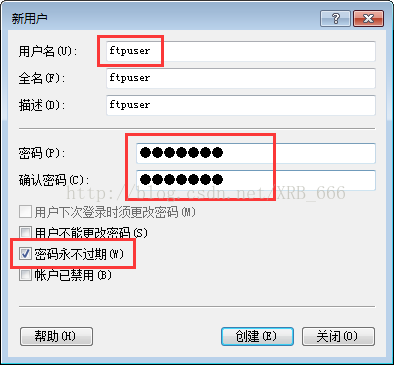 新用户
用户名(U): ftpuser
全名(F): ftpuser
描述(D): ftpuser
密码(P): ●●●●●●●
确认密码(C): ●●●●●●●
http://blog.csdn.net/XRB_666
用户下次登录时须更改密码(M)
用户不能更改密码(S)
密码永不过期(W)
帐户已禁用(B)
帮助(H) 创建(E) 关闭(O)